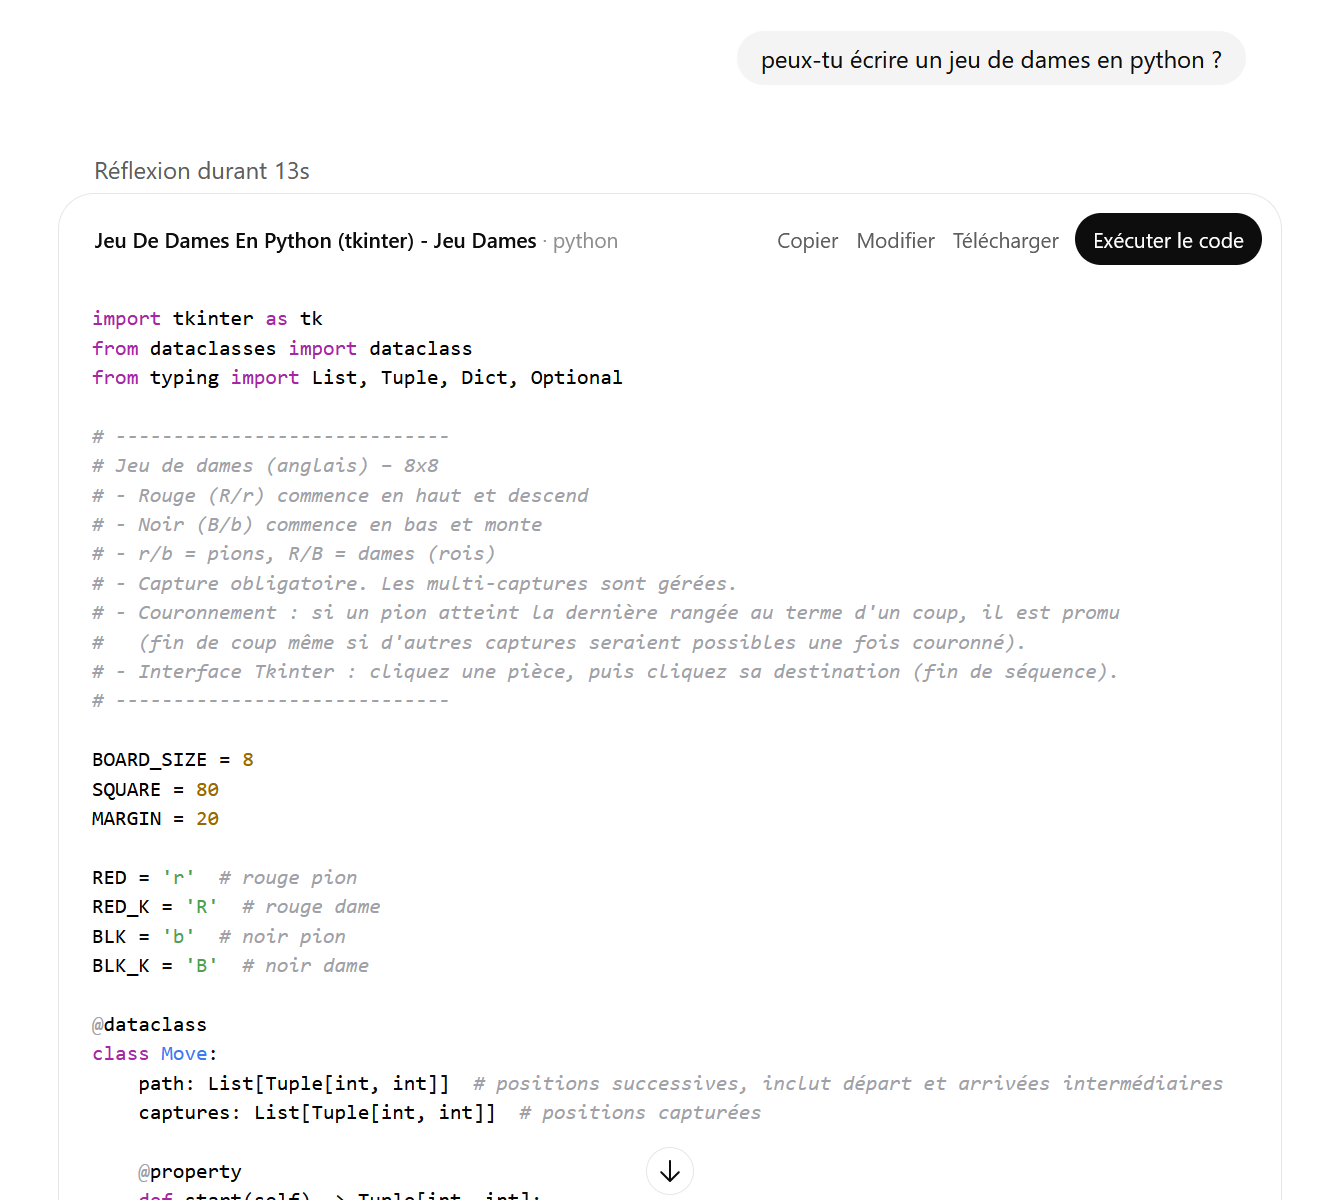 peux-tu écrire un jeu de dames en python ?
Réflexion durant 13s
Jeu De Dames En Python (tkinter) - Jeu Dames · python
Copier Modifier Télécharger Exécuter le code
import tkinter as tk
from dataclasses import dataclass
from typing import List, Tuple, Dict, Optional
# -----------------------------
# Jeu de dames (anglais) – 8x8
# - Rouge (R/r) commence en haut et descend
# - Noir (B/b) commence en bas et monte
# - r/b = pions, R/B = dames (rois)
# - Capture obligatoire. Les multi-captures sont gérées.
# - Couronnement : si un pion atteint la dernière rangée au terme d'un coup, il est promu
#   (fin de coup même si d'autres captures seraient possibles une fois couronné).
# - Interface Tkinter : cliquez une pièce, puis cliquez sa destination (fin de séquence).
# -----------------------------
BOARD_SIZE = 8
SQUARE = 80
MARGIN = 20
RED = 'r'  # rouge pion
RED_K = 'R'  # rouge dame
BLK = 'b'  # noir pion
BLK_K = 'B'  # noir dame
@dataclass
class Move:
    path: List[Tuple[int, int]]  # positions successives, inclut départ et arrivées intermédiaires
    captures: List[Tuple[int, int]]  # positions capturées
    @property
    def start(self) -> Tuple[int, int]: